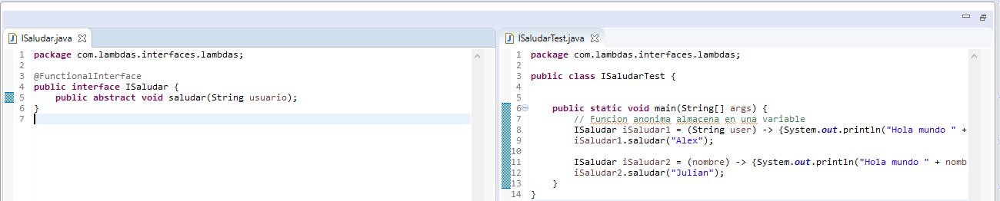 ISaludar.java
1 package com.lambdas.interfaces.lambdas;
2
3 @FunctionalInterface
4 public interface ISaludar {
5 public abstract void saludar(String usuario);
6 }
7
ISaludarTest.java
1 package com.lambdas.interfaces.lambdas;
2
3 public class ISaludarTest {
4
5
6 public static void main(String[] args) {
7 // Funcion anonima almacena en una variable
8 ISaludar iSaludar1 = (String user) -> {System.out.println("Hola mundo " +
9 iSaludar1.saludar("Alex");
10
11 ISaludar iSaludar2 = (nombre) -> {System.out.println("Hola mundo " + nomb
12 iSaludar2.saludar("Julian");
13 }
14 }